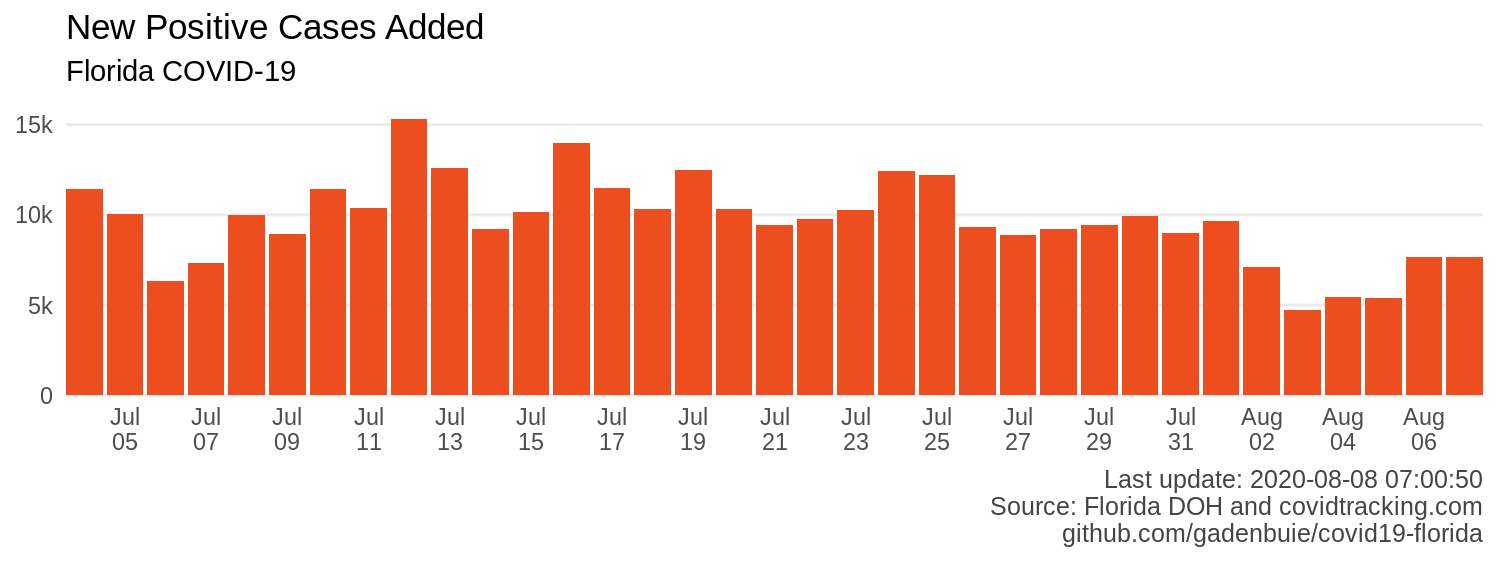 New Positive Cases Added
Florida COVID-19
15k
10k
5k
0
Jul Jul Jul Jul Jul Jul Jul Jul Jul Jul Jul Jul Jul Jul Aug Aug Aug
05 07 09 11 13 15 17 19 21 23 25 27 29 31 02 04 06
Last update: 2020-08-08 07:00:50
Source: Florida DOH and covidtracking.com
github.com/gadenbuie/covid19-florida